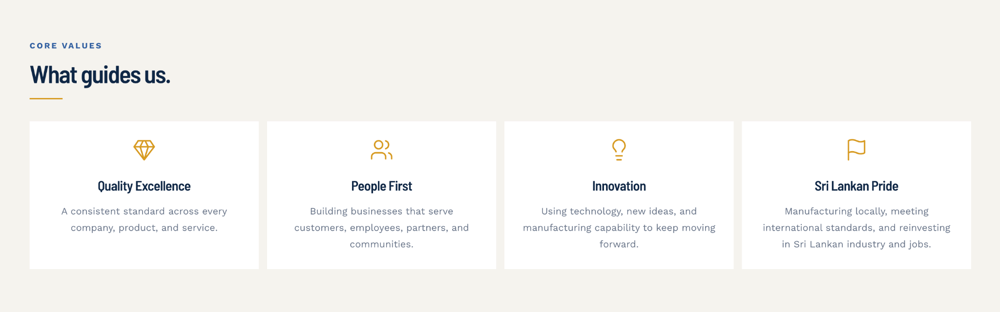 CORE VALUES
What guides us.
Quality Excellence
A consistent standard across every
company, product, and service.
People First
Building businesses that serve
customers, employees, partners, and
communities.
Innovation
Using technology, new ideas, and
manufacturing capability to keep moving
forward.
Sri Lankan Pride
Manufacturing locally, meeting
international standards, and reinvesting
in Sri Lankan industry and jobs.